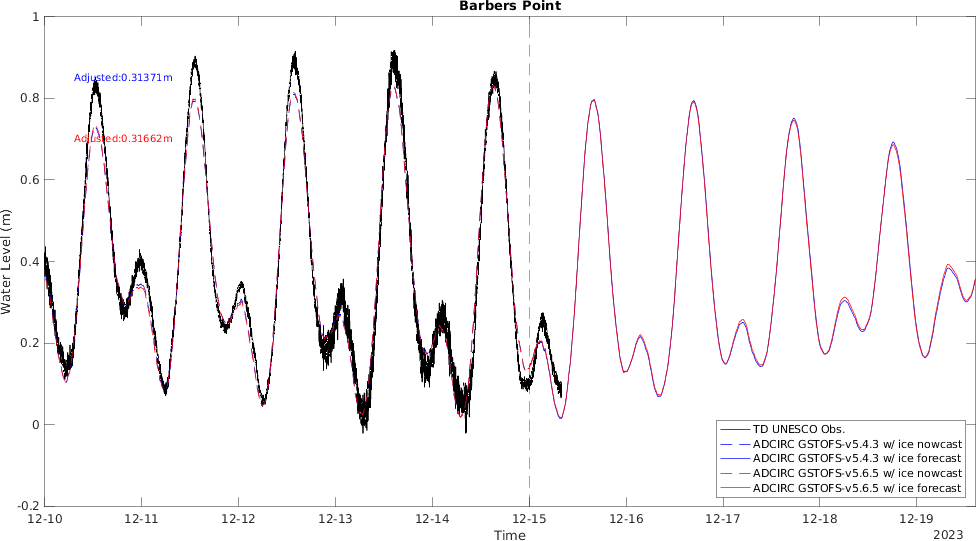 Barbers Point
1
0.8
0.6
0.4
0.2
0
-0.2
Water Level (m)
Adjusted:0.31371m
Adjusted:0.31662m
TD UNESCO Obs.
ADCIRC GSTOFS-v5.4.3 w/ ice nowcast
ADCIRC GSTOFS-v5.4.3 w/ ice forecast
ADCIRC GSTOFS-v5.6.5 w/ ice nowcast
ADCIRC GSTOFS-v5.6.5 w/ ice forecast
12-10 12-11 12-12 12-13 12-14 12-15 12-16 12-17 12-18 12-19
Time
2023